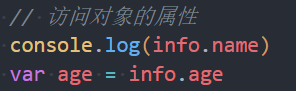 // 访问对象的属性
console.log(info.name)
var age = info.age